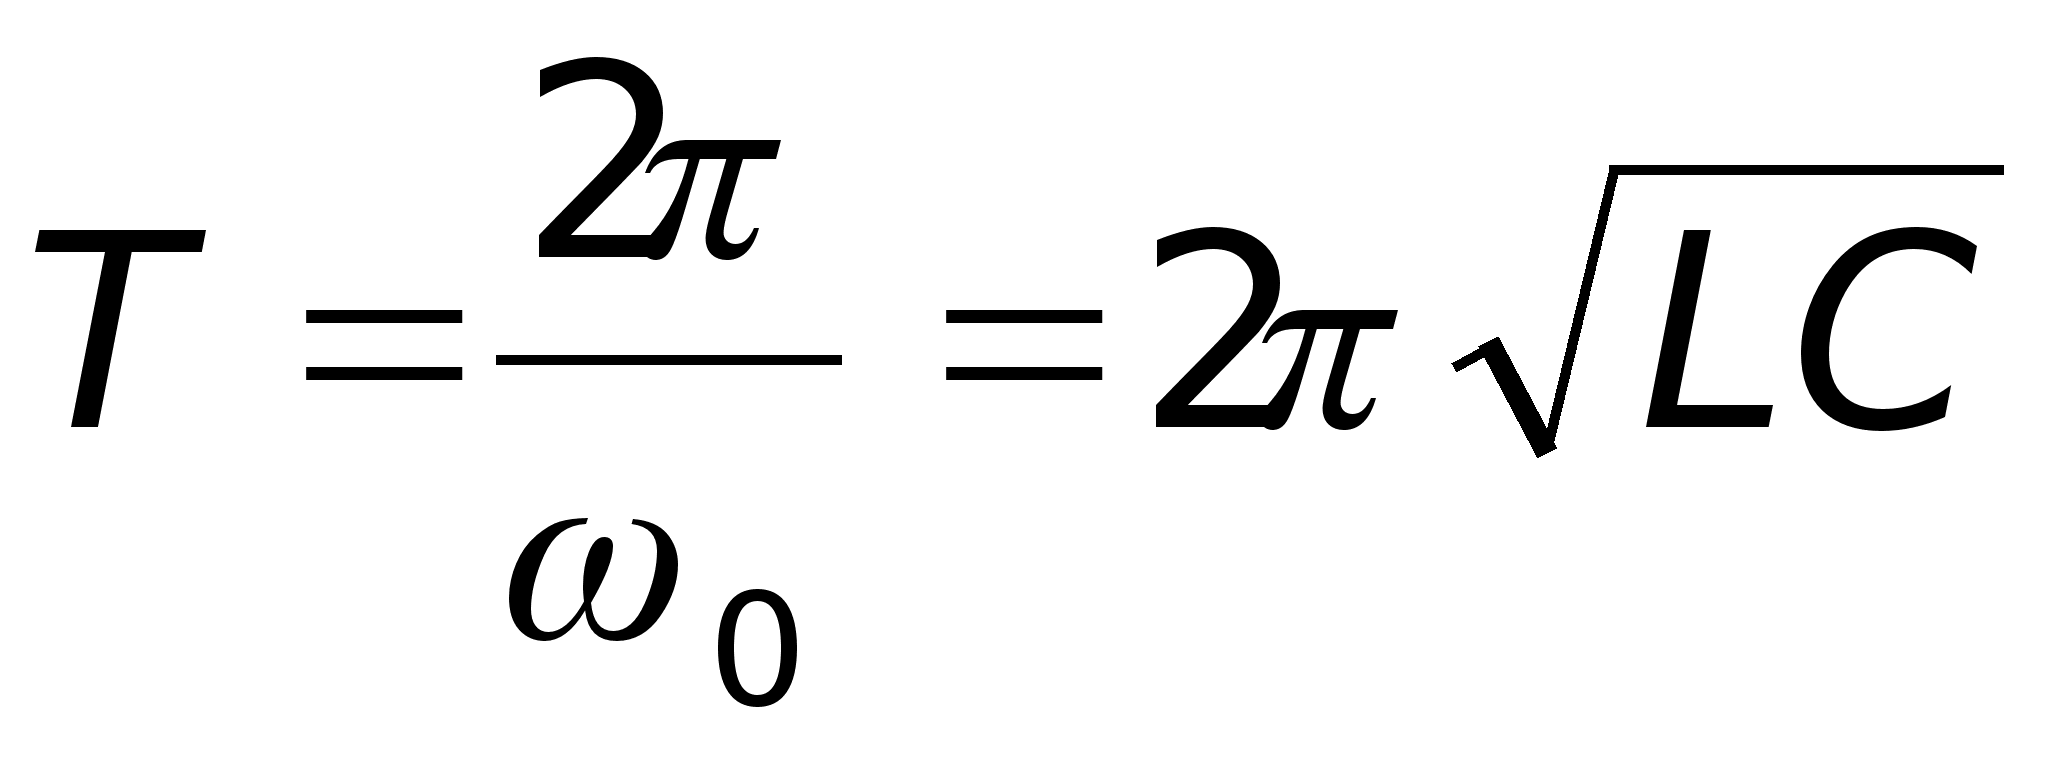 T = 2π / ω₀ = 2π√LC